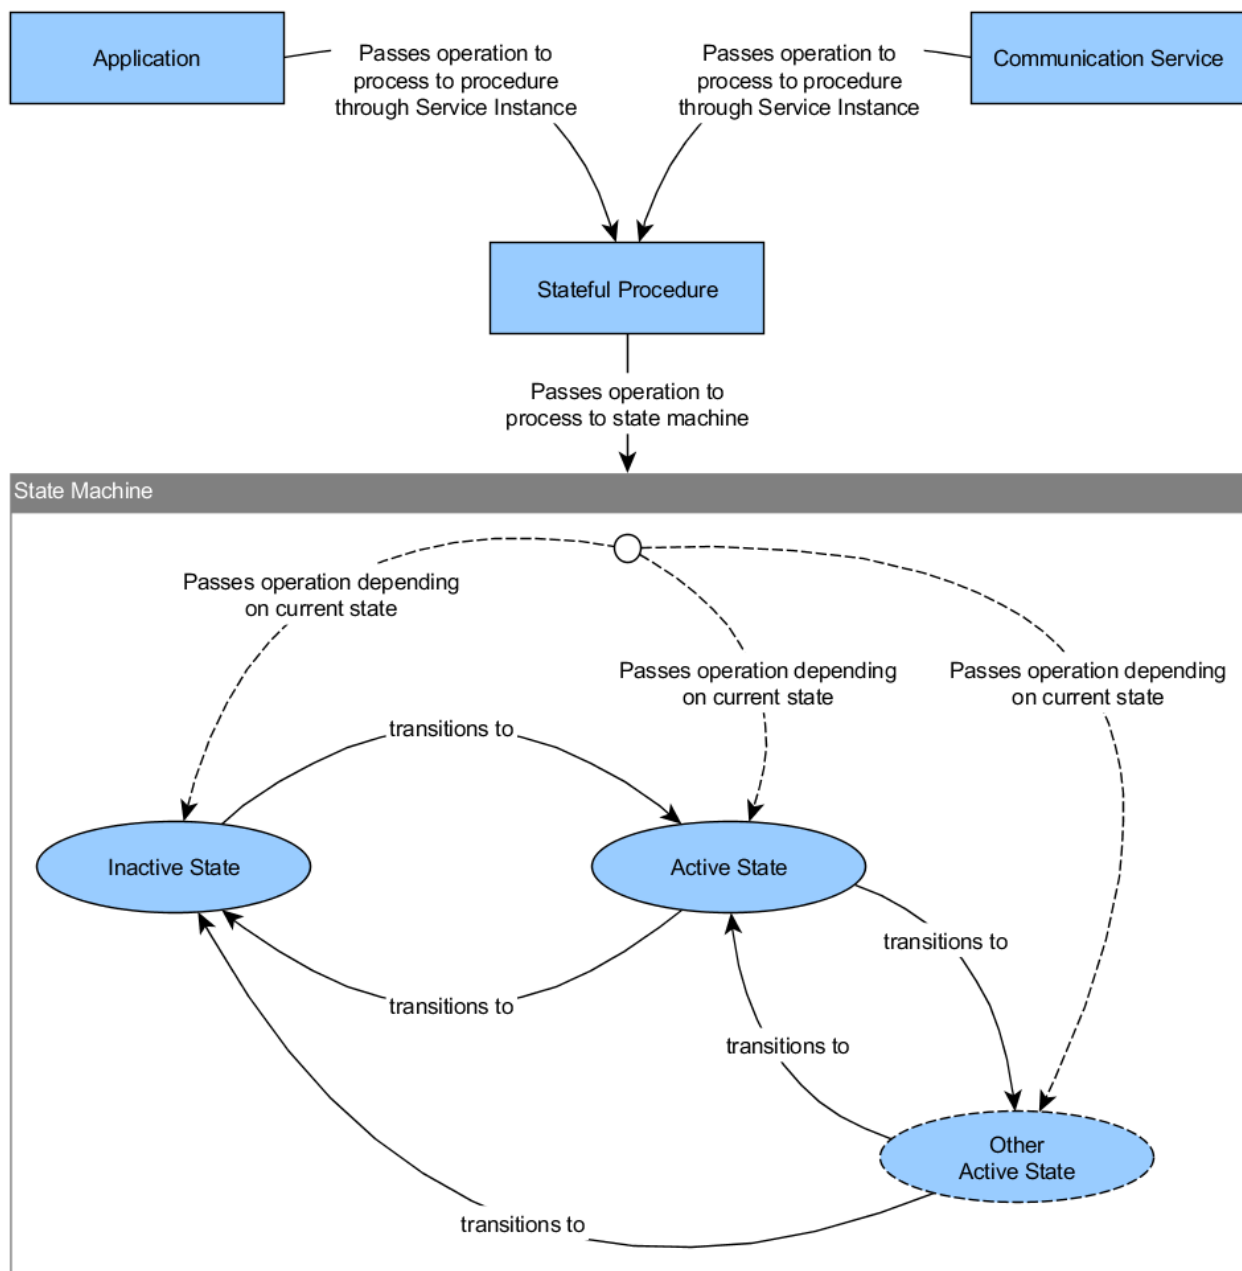 Application
Passes operation to
process to procedure
through Service Instance
Passes operation to
process to procedure
through Service Instance
Communication Service
Stateful Procedure
Passes operation to
process to state machine
State Machine
Passes operation depending
on current state
Passes operation depending
on current state
Passes operation depending
on current state
transitions to
Inactive State
Active State
transitions to
transitions to
transitions to
Other
Active State
transitions to